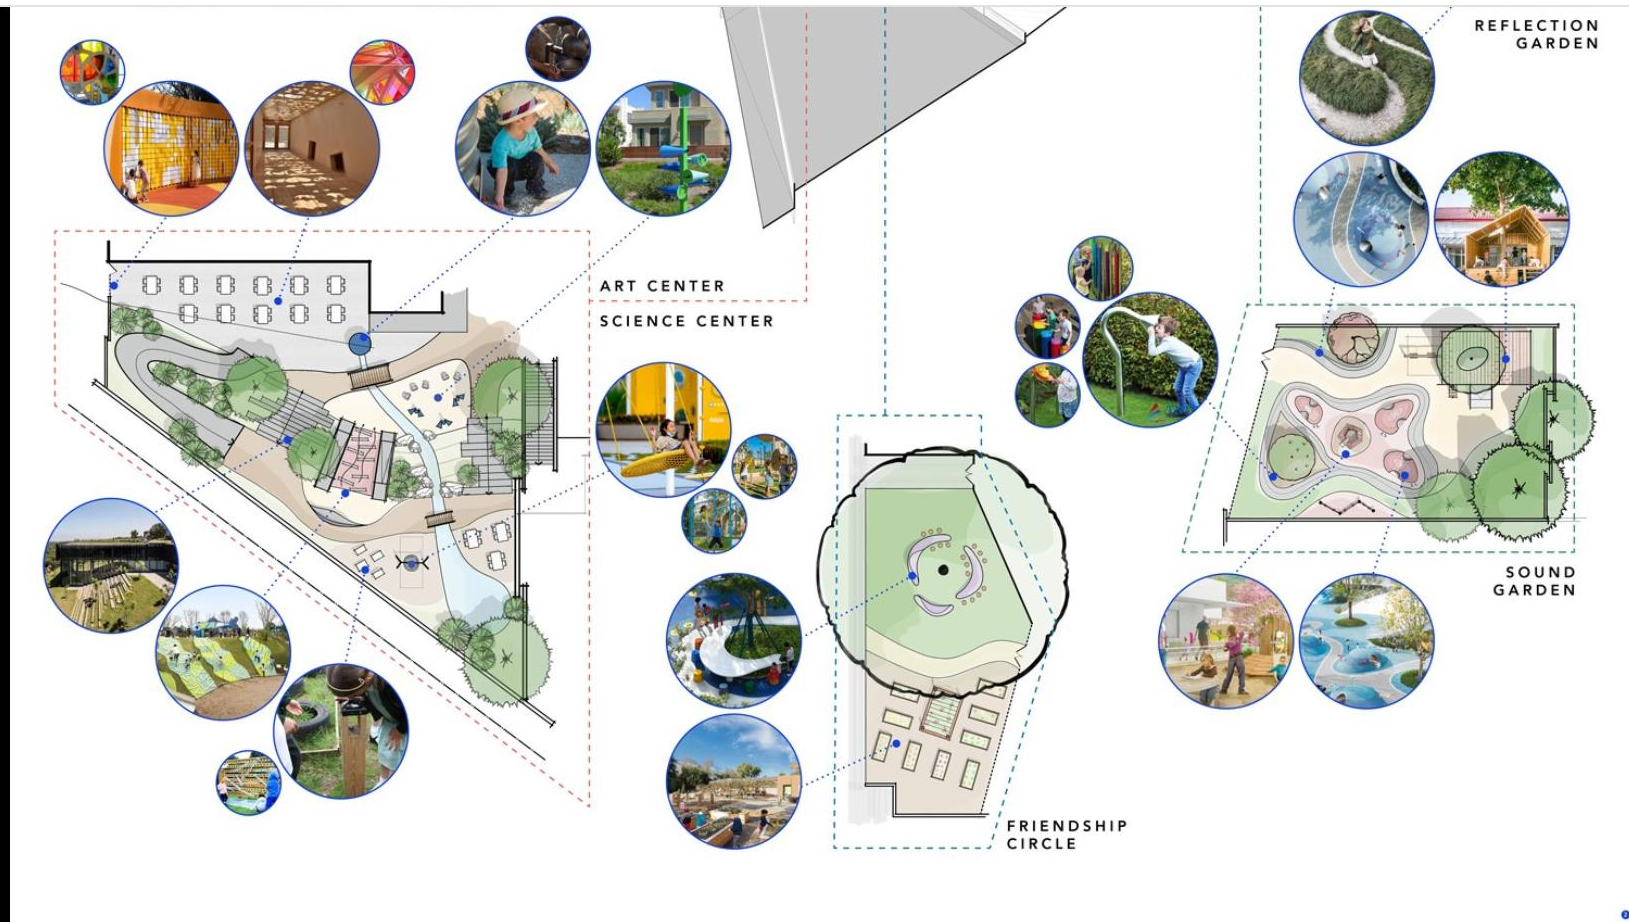 REFLECTION
GARDEN
ART CENTER
SCIENCE CENTER
SOUND
GARDEN
FRIENDSHIP
CIRCLE